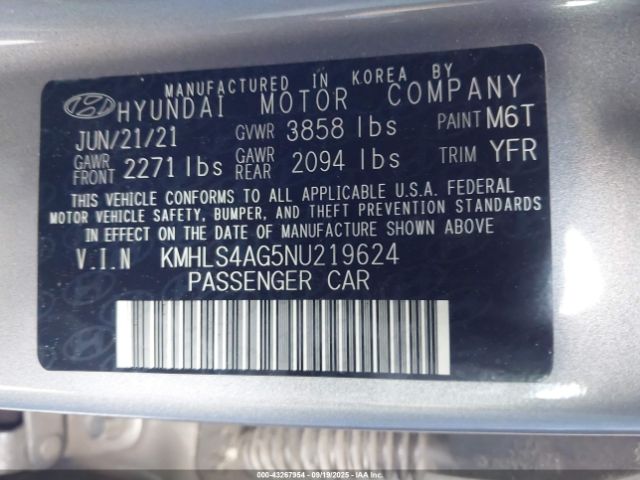 MANUFACTURED IN KOREA BY
HYUNDAI MOTOR COMPANY
JUN/21/21 GVWR 3858 lbs PAINT M6T
GAWR FRONT 2271 lbs GAWR REAR 2094 lbs TRIM YFR
THIS VEHICLE CONFORMS TO ALL APPLICABLE U.S.A. FEDERAL
MOTOR VEHICLE SAFETY, BUMPER, AND THEFT PREVENTION STANDARDS
IN EFFECT ON THE DATE OF MANUFACTURE SHOWN ABOVE
V.I.N KMHLS4AG5NU219624
PASSENGER CAR
000-43267954 - 09/19/2025 - IAAI.COM